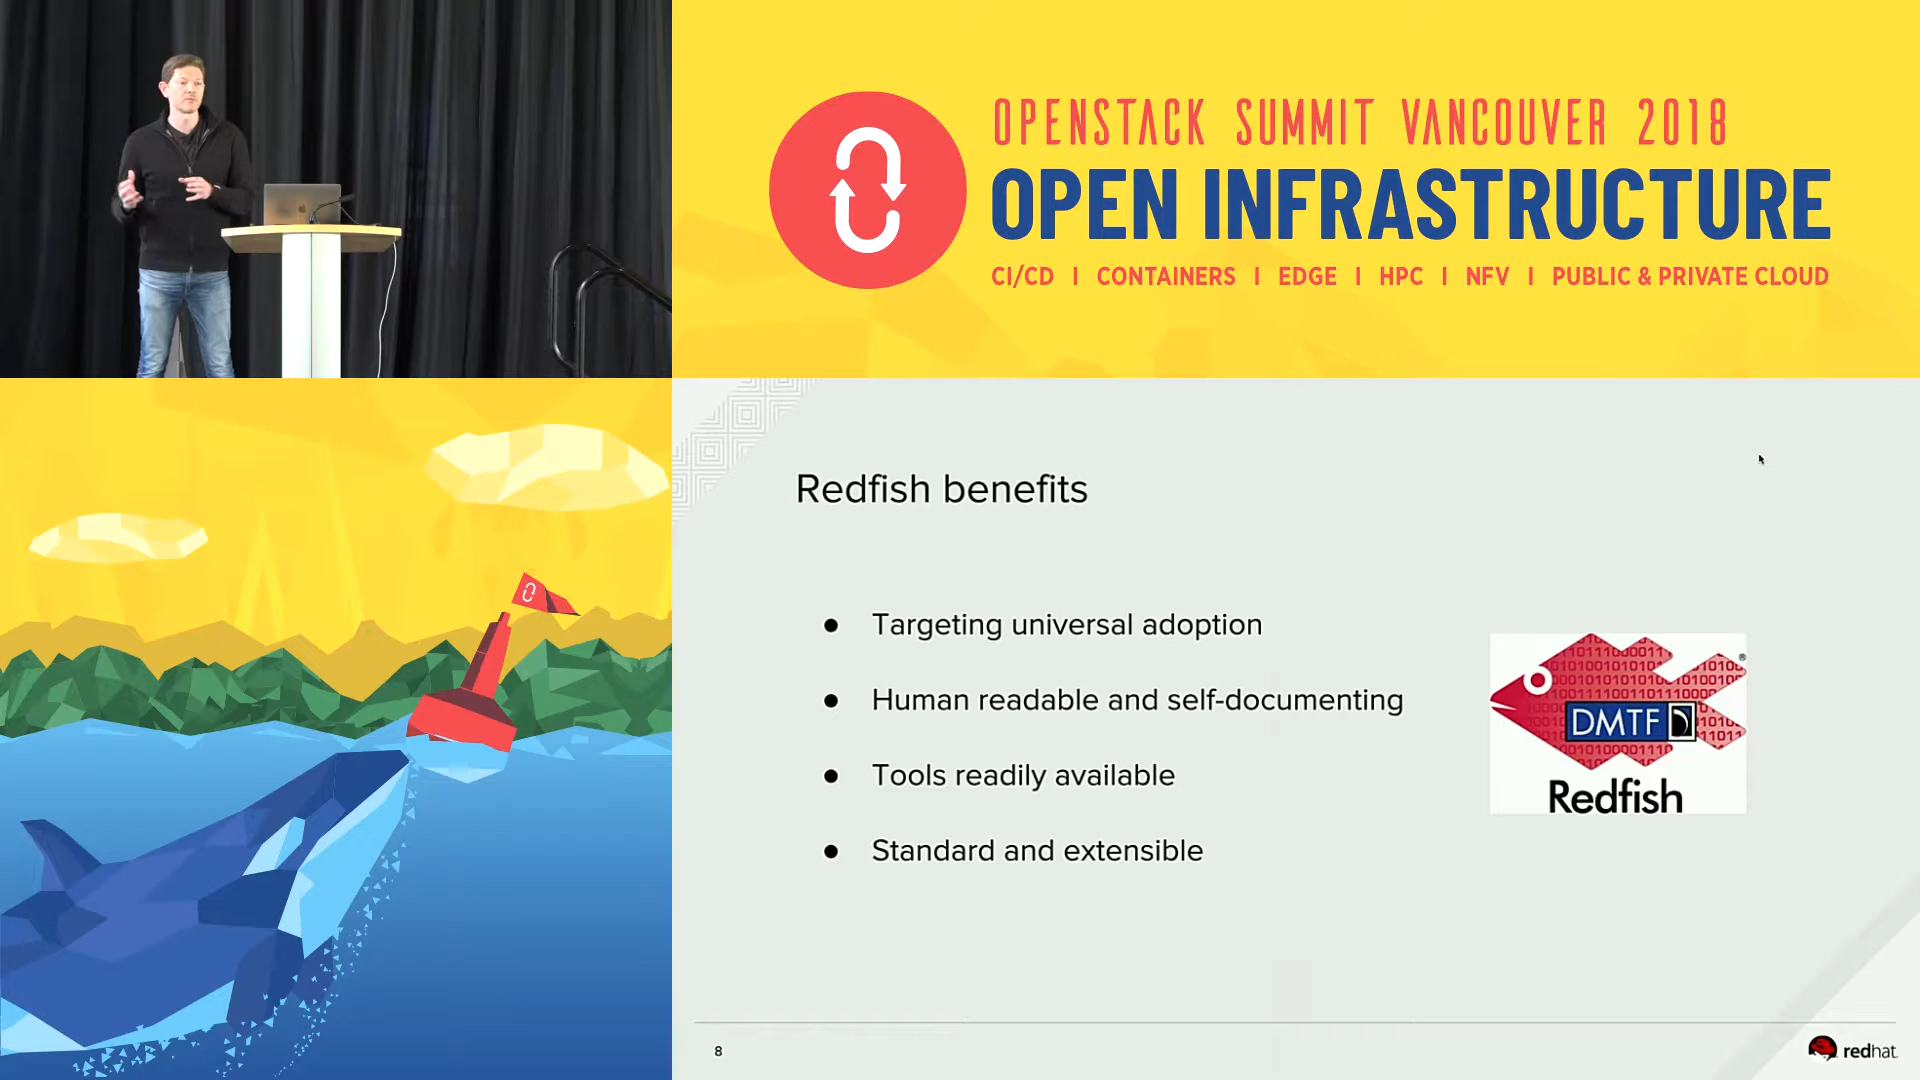 OPENSTACK SUMMIT VANCOUVER 2018
OPEN INFRASTRUCTURE
CI/CD I CONTAINERS I EDGE I HPC I NFV I PUBLIC & PRIVATE CLOUD
Redfish benefits
● Targeting universal adoption
● Human readable and self-documenting
● Tools readily available
● Standard and extensible
DMTF
®
Redfish
8
redhat.